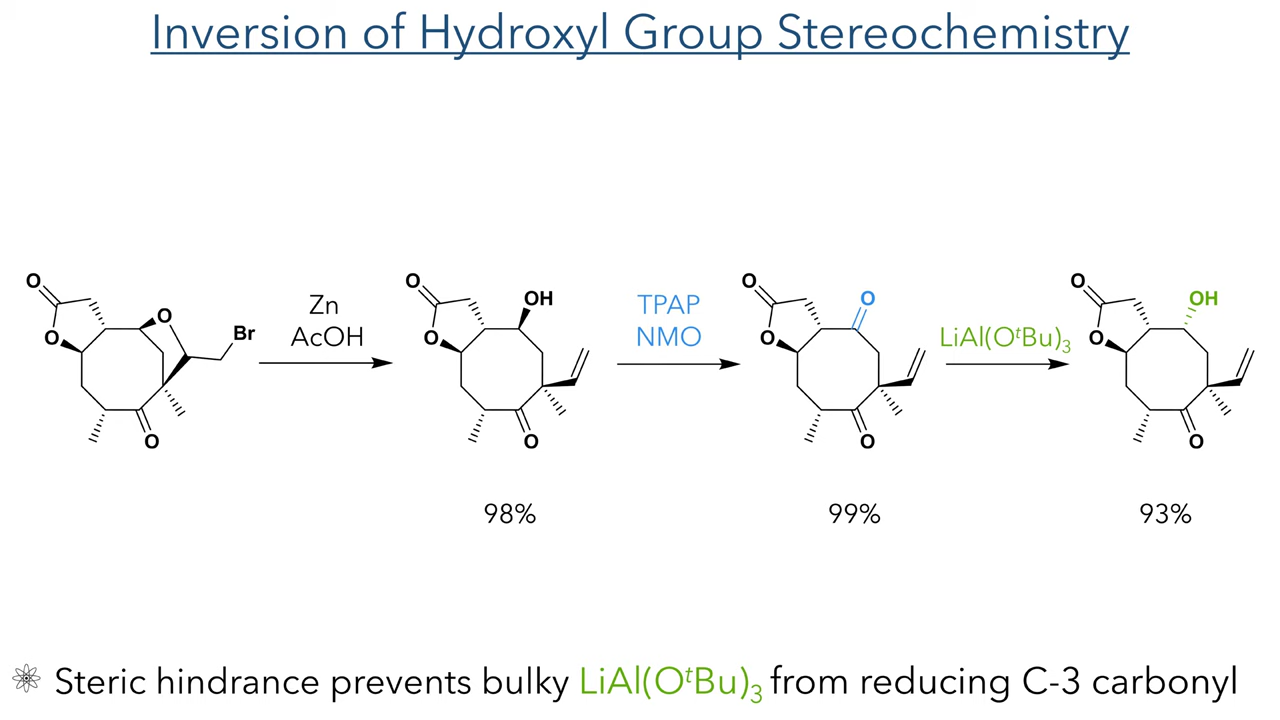 Inversion of Hydroxyl Group Stereochemistry
O
O
O
Br
Zn
AcOH
O
O
O
OH
O
98%
TPAP
NMO
O
O
O
O
99%
LiAl(OᵗBu)₃
O
O
OH
O
93%
Steric hindrance prevents bulky LiAl(OᵗBu)₃ from reducing C-3 carbonyl